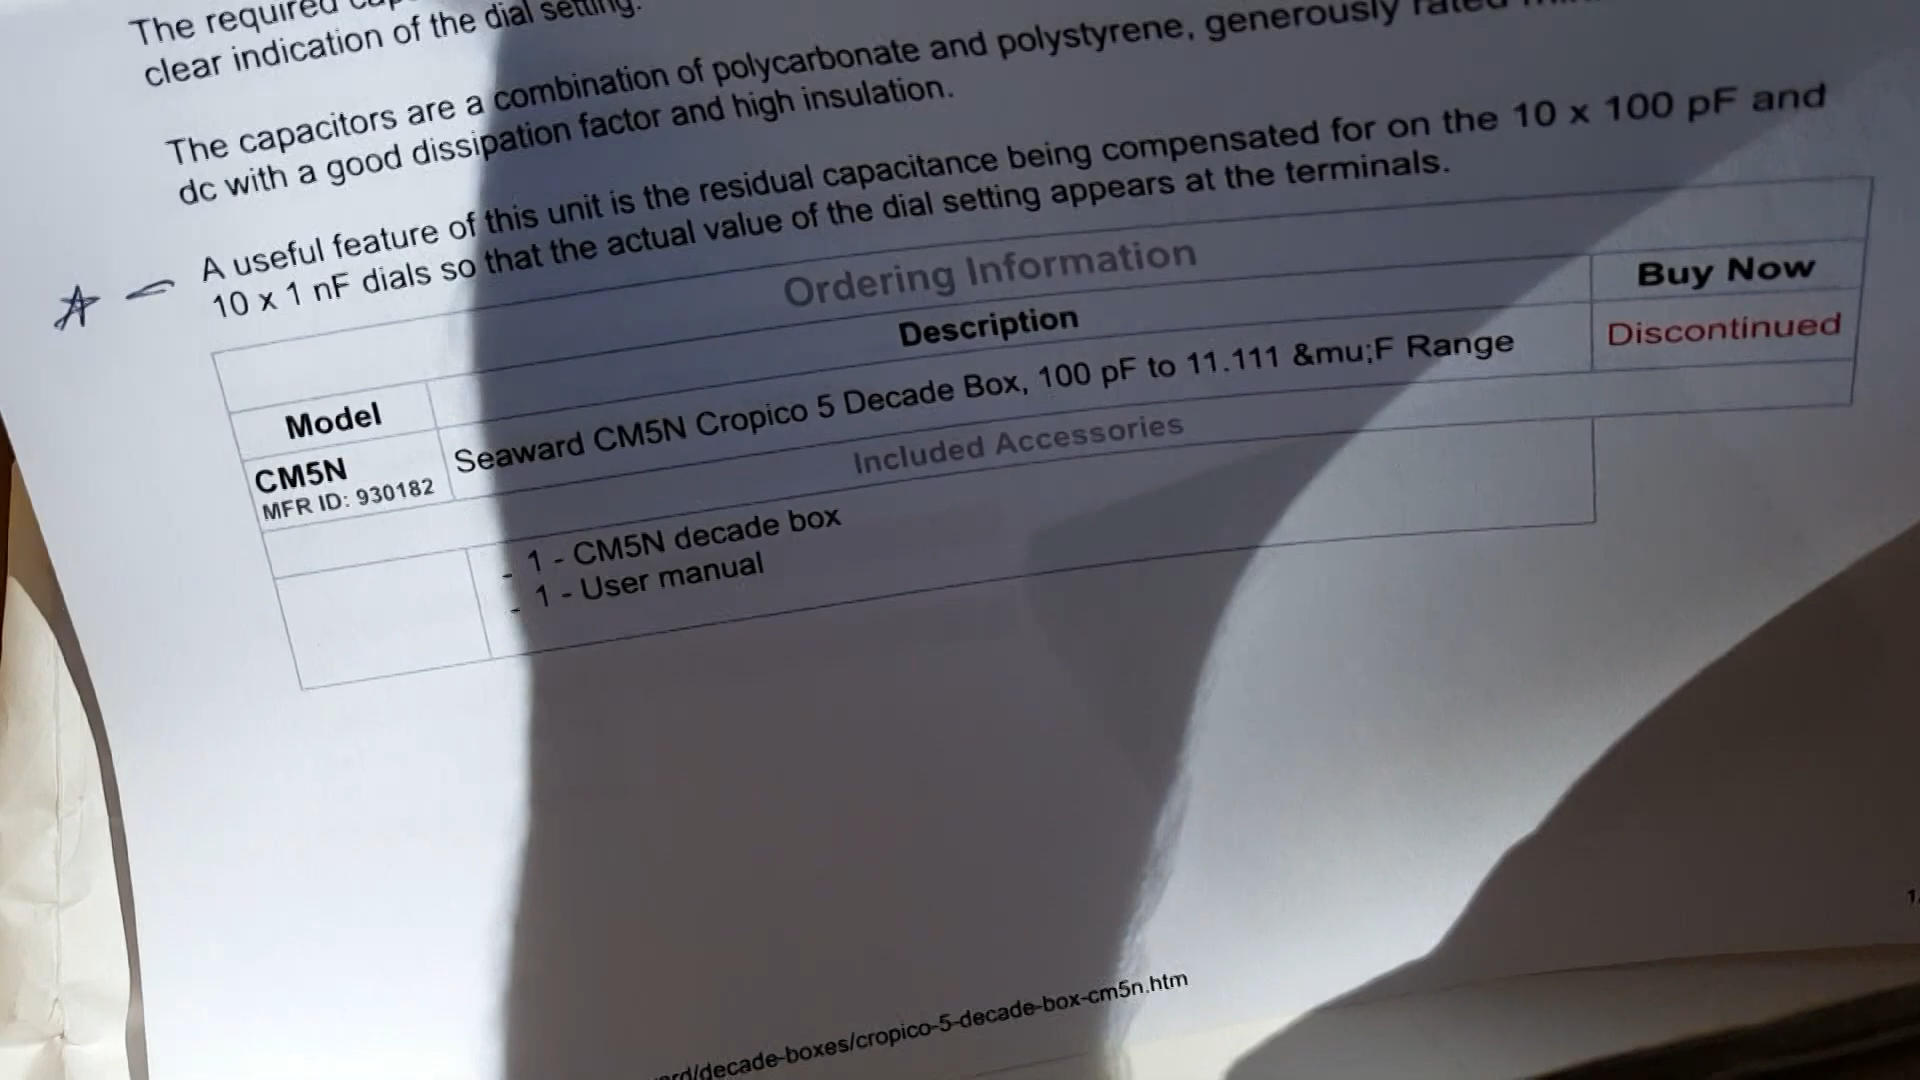 The required
clear indication of the dial setting.
The capacitors are a combination of polycarbonate and polystyrene, generously rated
dc with a good dissipation factor and high insulation.
A useful feature of this unit is the residual capacitance being compensated for on the 10 x 100 pF and
10 x 1 nF dials so that the actual value of the dial setting appears at the terminals.
Ordering Information
Model Description Buy Now
CM5N Seaward CM5N Cropico 5 Decade Box, 100 pF to 11.111 &mu;F Range Discontinued
MFR ID: 930182
Included Accessories
- 1 - CM5N decade box
- 1 - User manual
/decade-boxes/cropico-5-decade-box-cm5n.htm